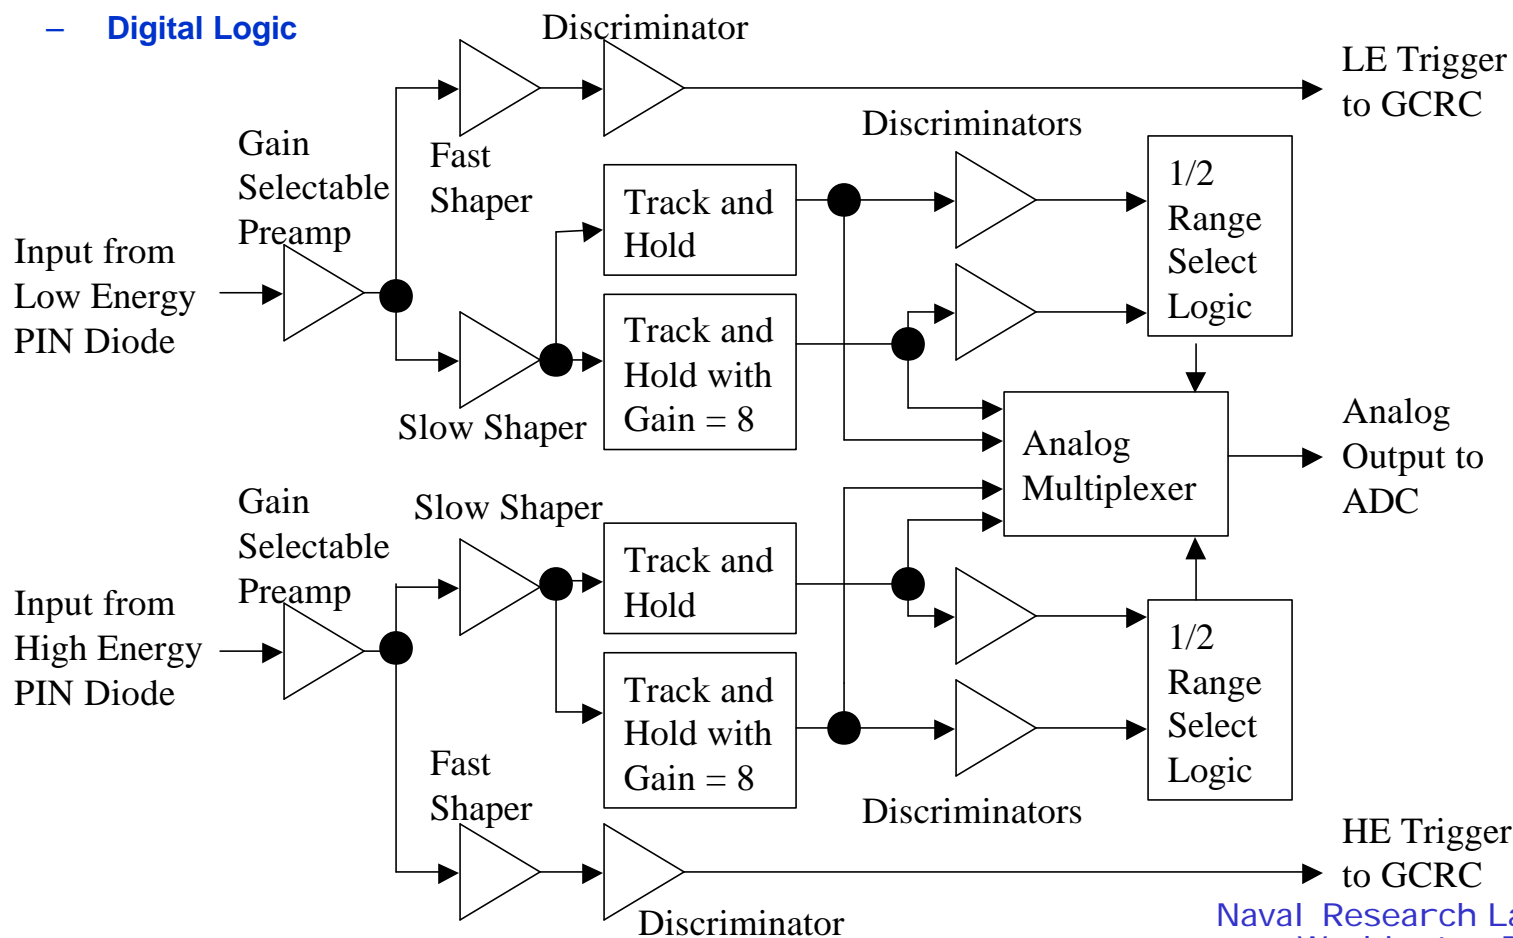 – Digital Logic
Discriminator
LE Trigger
to GCRC
Discriminators
Gain
Selectable
Preamp
Fast
Shaper
Track and
Hold
1/2
Range
Select
Logic
Input from
Low Energy
PIN Diode
Track and
Hold with
Gain = 8
Slow Shaper
Analog
Multiplexer
Analog
Output to
ADC
Gain
Selectable
Preamp
Slow Shaper
Track and
Hold
Input from
High Energy
PIN Diode
Track and
Hold with
Gain = 8
1/2
Range
Select
Logic
Fast
Shaper
Discriminators
HE Trigger
to GCRC
Discriminator
Naval Research La